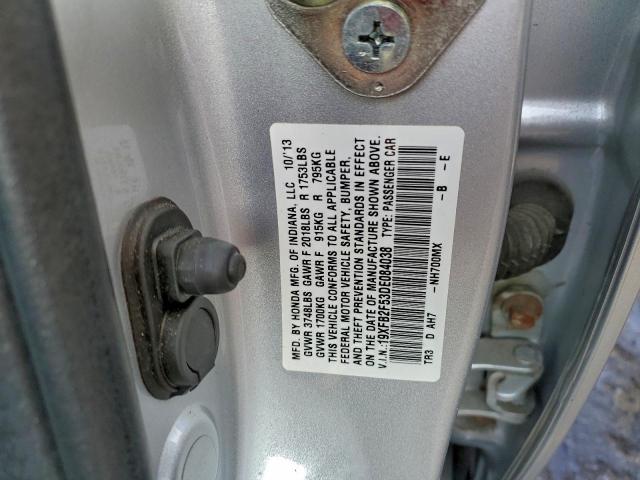 MFD. BY HONDA MFG. OF INDIANA, LLC 10/'13
GVWR 3748LBS GAWR F 2018LBS R 1753LBS
GVWR 1700KG GAWR F 915KG R 795KG
THIS VEHICLE CONFORMS TO ALL APPLICABLE
FEDERAL MOTOR VEHICLE SAFETY, BUMPER,
AND THEFT PREVENTION STANDARDS IN EFFECT
ON THE DATE OF MANUFACTURE SHOWN ABOVE.
V.I.N.:19XFB2F53DE084038 TYPE: PASSENGER CAR
TR3 D AH7 -NH700MX -B -E